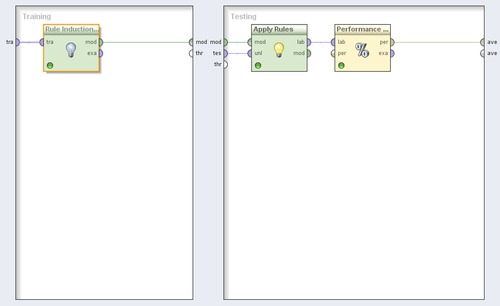 Training
Rule Induction...
tra
tra
mod
exa
mod
thr
Testing
Apply Rules
Performance ...
mod
tes
thr
mod
uni
lab
mod
lab
per
per
exa
ave
ave